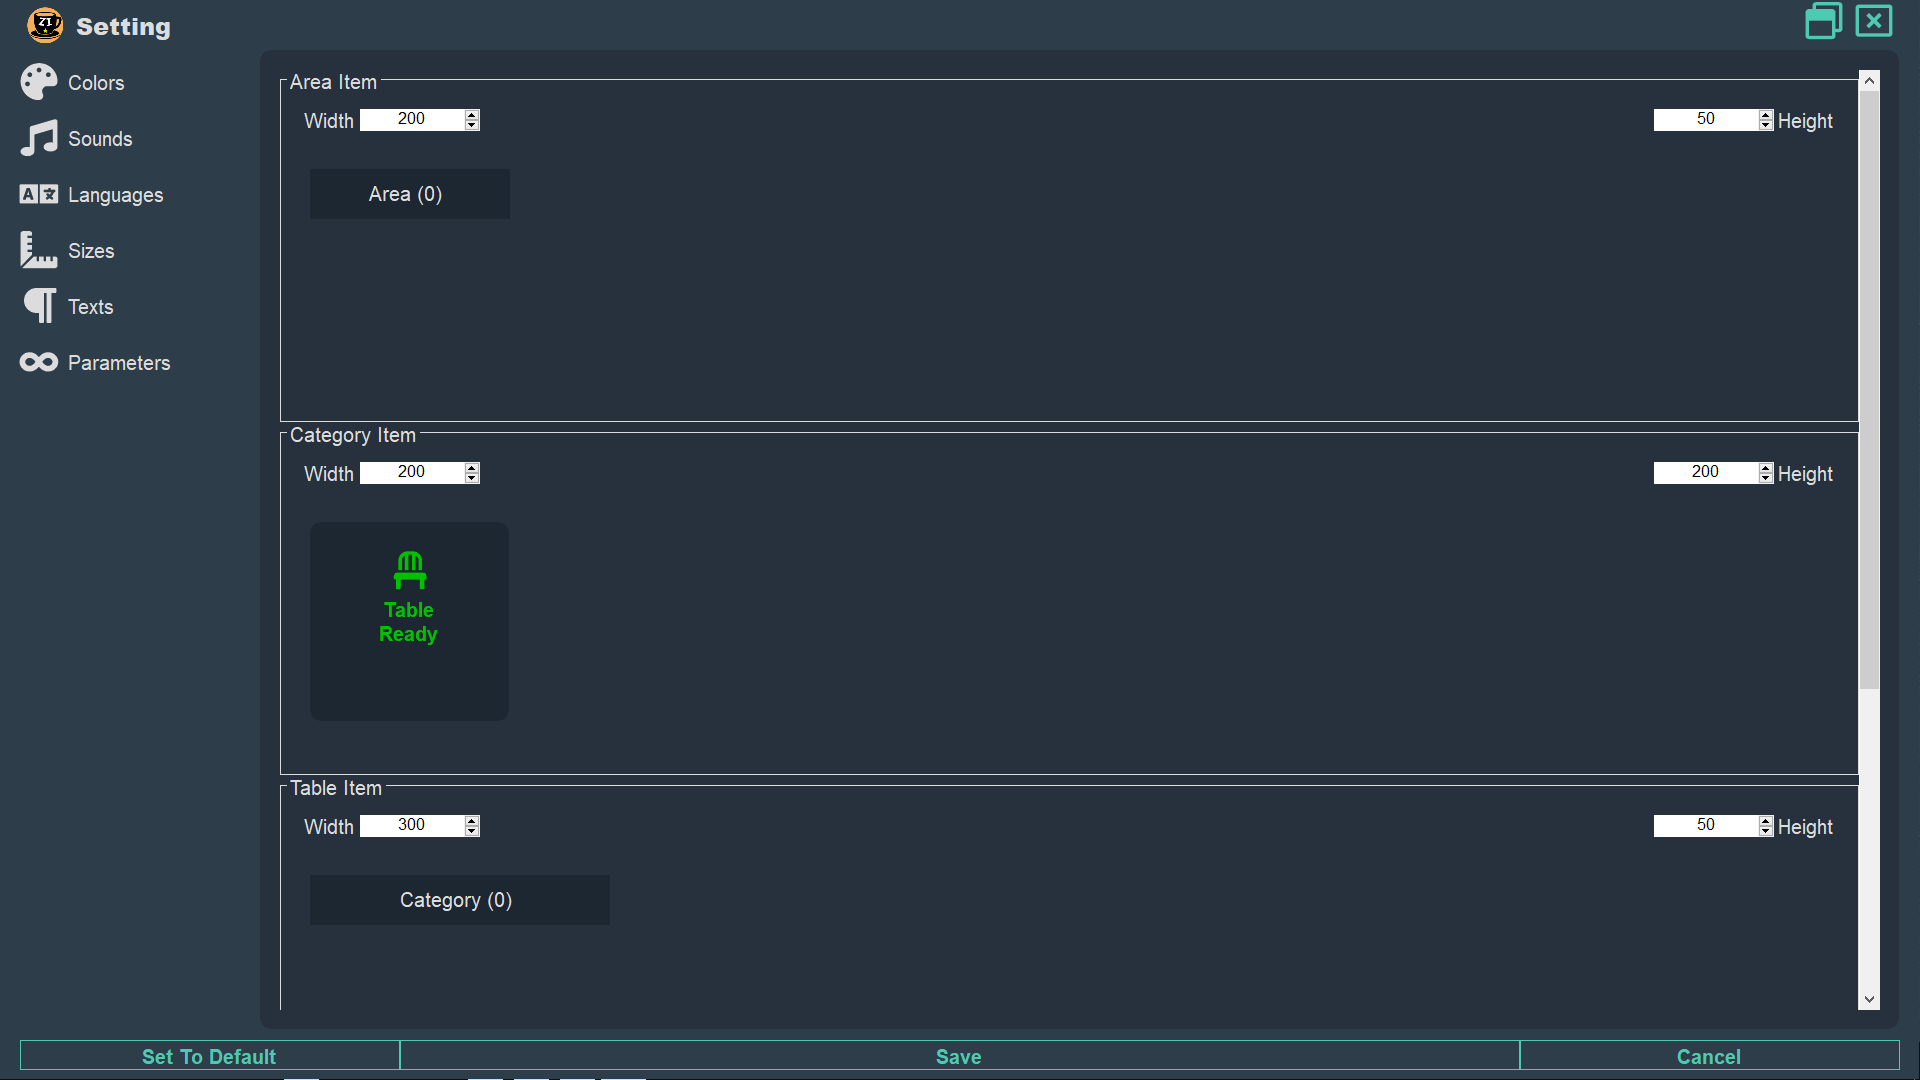 Setting
Colors
Sounds
Languages
Sizes
Texts
Parameters
Area Item
Width 200
50 Height
Area (0)
Category Item
Width 200
200 Height
Table
Ready
Table Item
Width 300
50 Height
Category (0)
Set To Default
Save
Cancel